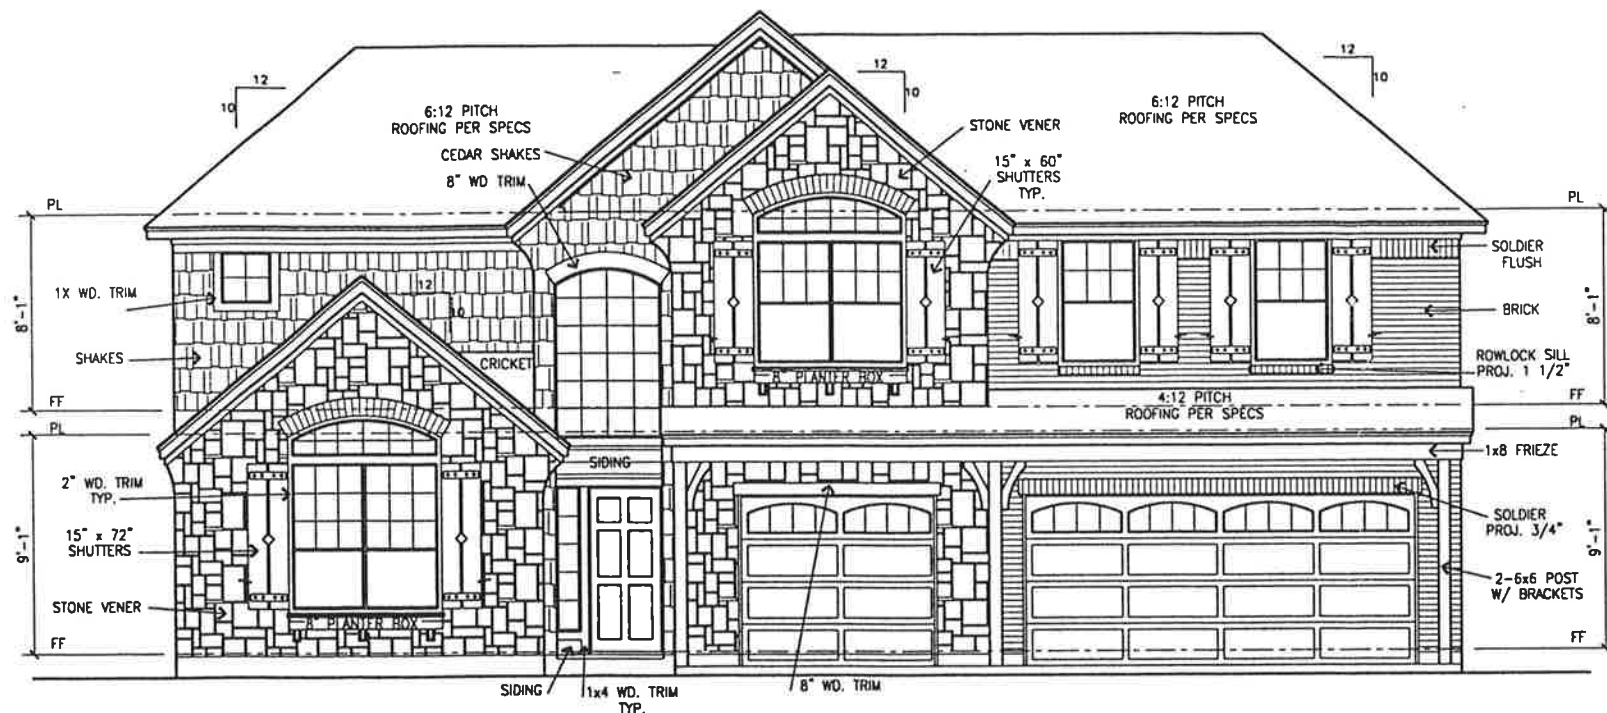 12
10
6:12 PITCH
ROOFING PER SPECS
CEDAR SHAKES
8" WD TRIM
12
10
STONE VENER
15" x 60"
SHUTTERS
TYP.
6:12 PITCH
ROOFING PER SPECS
12
10
PL
PL
8'-1"
1X WD. TRIM
SHAKES
12
10
CRICKET
8" PLANTER BOX
SOLDIER
FLUSH
BRICK
8'-1"
ROWLOCK SILL
PROJ. 1 1/2"
FF
FF
4:12 PITCH
ROOFING PER SPECS
PL
PL
1x8 FRIEZE
SIDING
2" WD. TRIM
TYP.
9'-1"
15" x 72"
SHUTTERS
SOLDIER
PROJ. 3/4"
9'-1"
2-6x6 POST
W/ BRACKETS
STONE VENER
8" PLANTER BOX
FF
FF
SIDING
1x4 WD. TRIM
TYP.
8" WD. TRIM